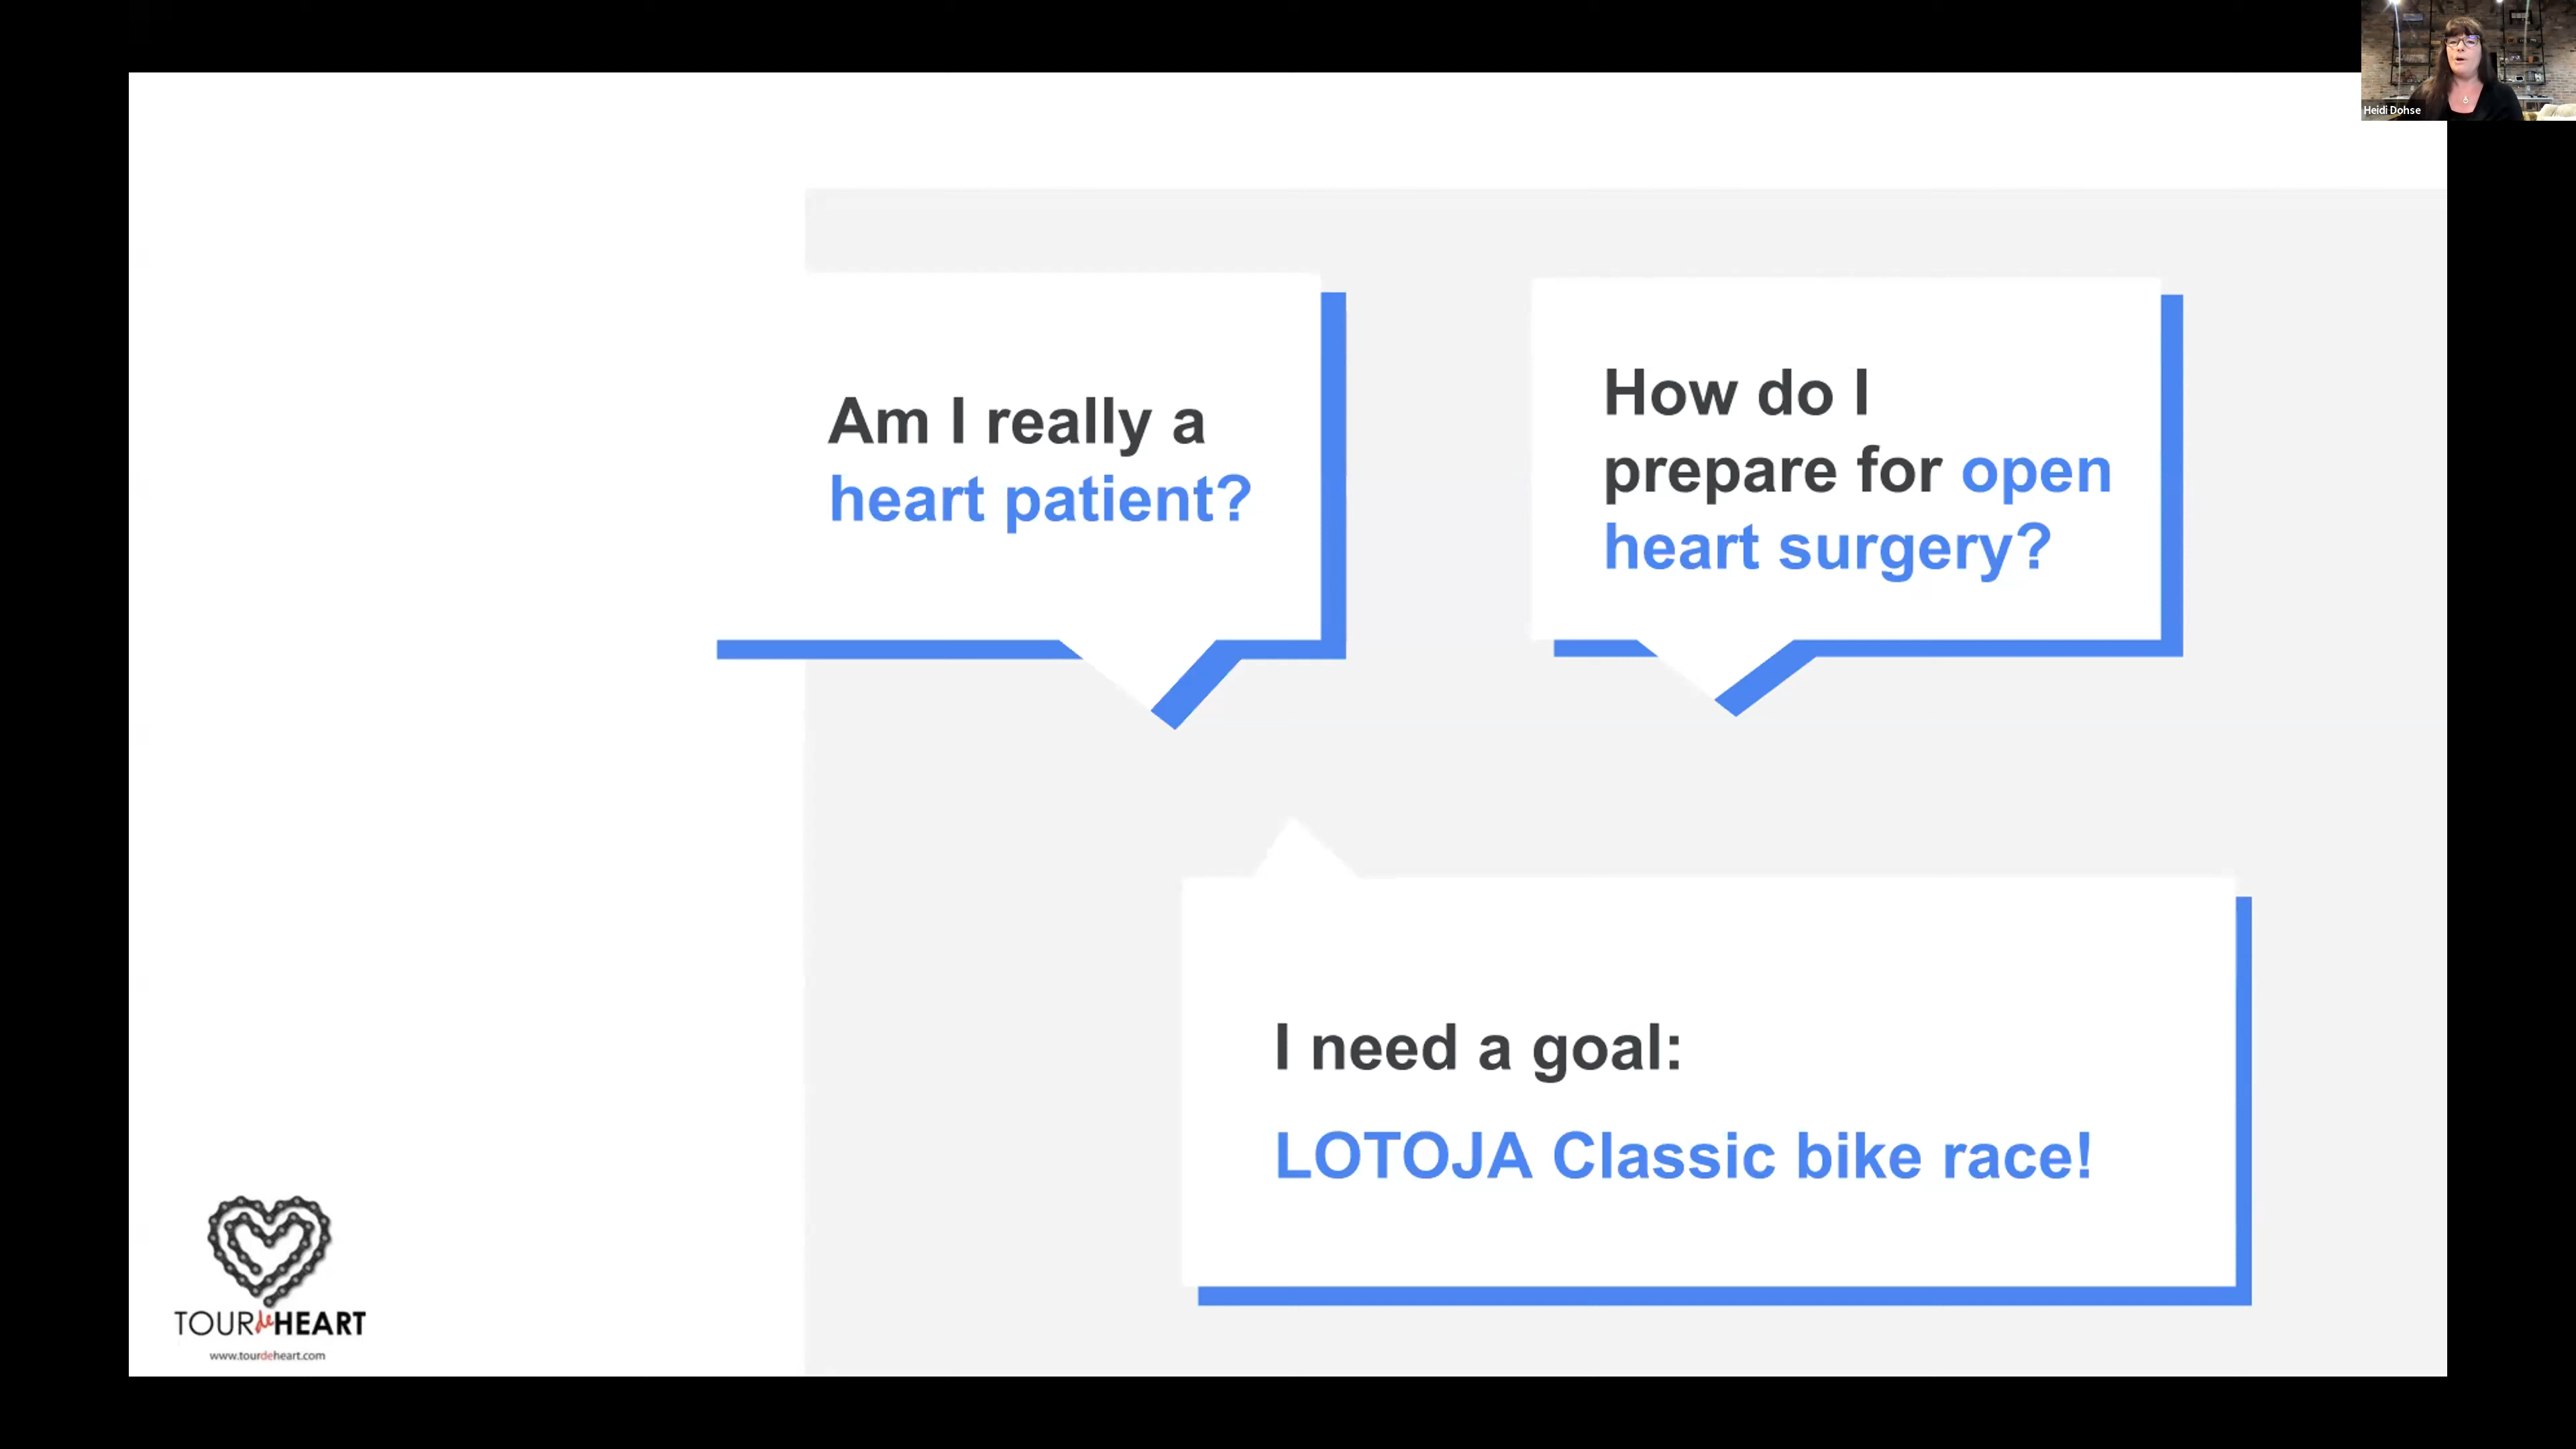 Heidi Dohse
Am I really a
heart patient?
How do I
prepare for open
heart surgery?
I need a goal:
LOTOJA Classic bike race!
TOUR de HEART
www.tourdeheart.com